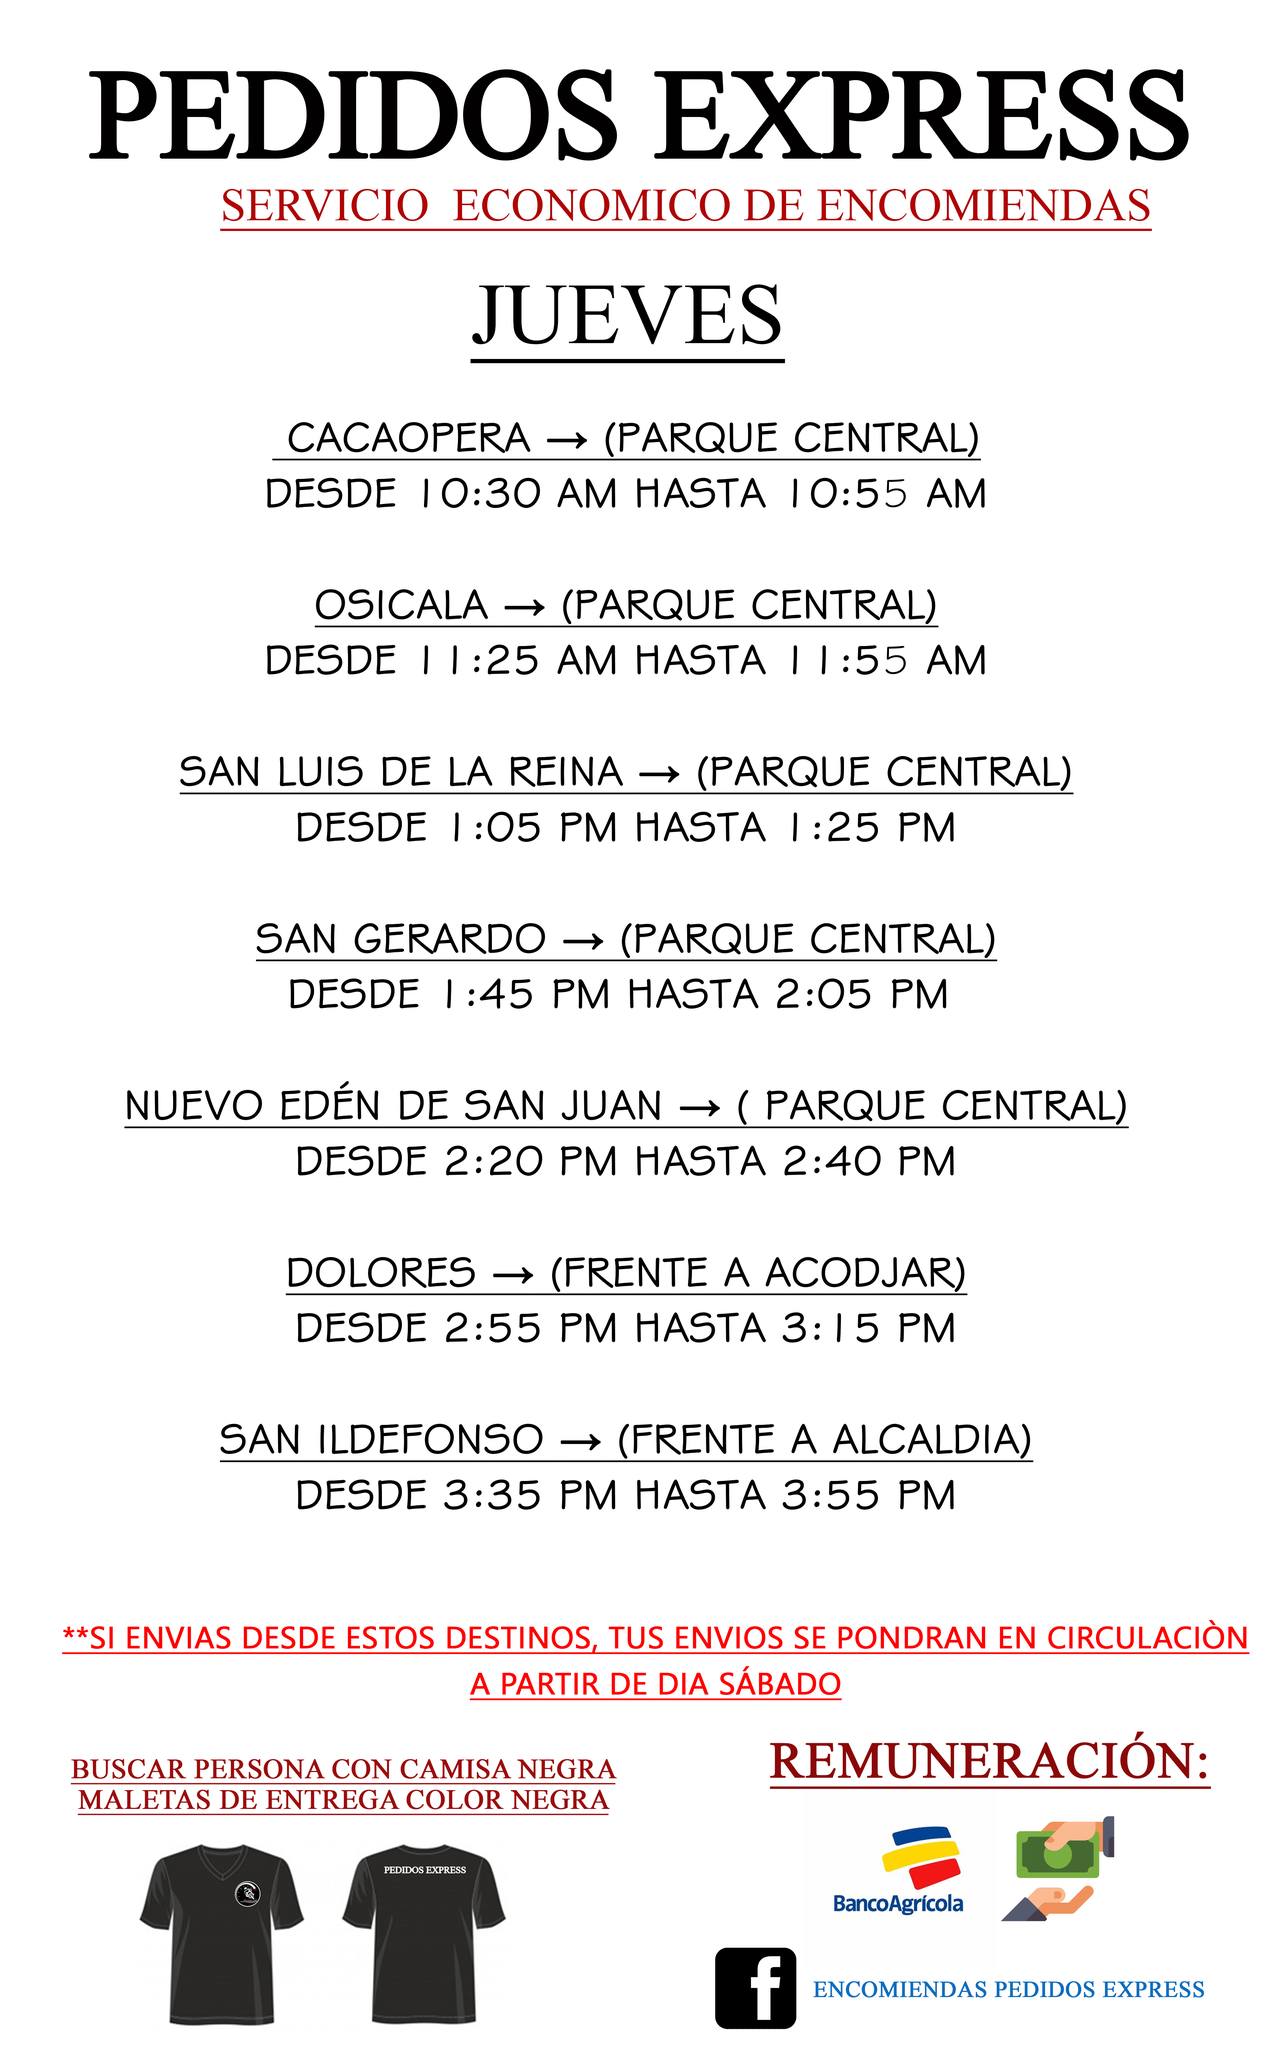 PEDIDOS EXPRESS
SERVICIO ECONOMICO DE ENCOMIENDAS
JUEVES
CACAOPERA → (PARQUE CENTRAL)
DESDE 10:30 AM HASTA 10:55 AM
OSICALA → (PARQUE CENTRAL)
DESDE 11:25 AM HASTA 11:55 AM
SAN LUIS DE LA REINA → (PARQUE CENTRAL)
DESDE 1:05 PM HASTA 1:25 PM
SAN GERARDO → (PARQUE CENTRAL)
DESDE 1:45 PM HASTA 2:05 PM
NUEVO EDÉN DE SAN JUAN → ( PARQUE CENTRAL)
DESDE 2:20 PM HASTA 2:40 PM
DOLORES → (FRENTE A ACODJAR)
DESDE 2:55 PM HASTA 3:15 PM
SAN ILDEFONSO → (FRENTE A ALCALDIA)
DESDE 3:35 PM HASTA 3:55 PM
**SI ENVIAS DESDE ESTOS DESTINOS, TUS ENVIOS SE PONDRAN EN CIRCULACIÒN
A PARTIR DE DIA SÁBADO
BUSCAR PERSONA CON CAMISA NEGRA
MALETAS DE ENTREGA COLOR NEGRA
PEDIDOS EXPRESS
REMUNERACIÓN:
BancoAgrícola
f
ENCOMIENDAS PEDIDOS EXPRESS